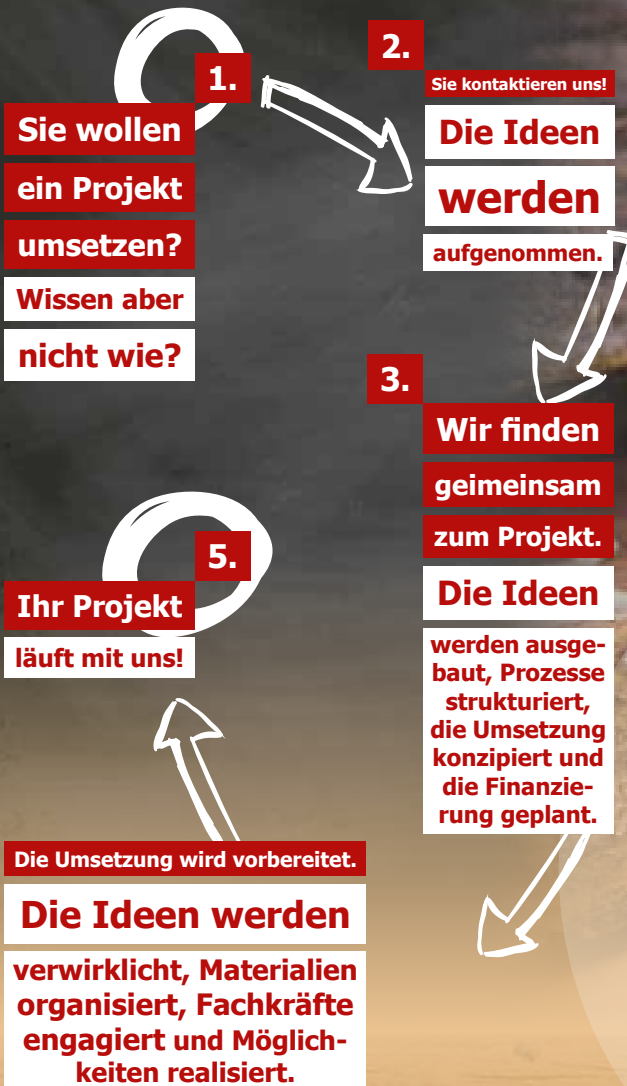 1.
Sie wollen
ein Projekt
umsetzen?
Wissen aber
nicht wie?
2.
Sie kontaktieren uns!
Die Ideen
werden
aufgenommen.
3.
Wir finden
geimeinsam
zum Projekt.
Die Ideen
werden ausge-
baut, Prozesse
strukturiert,
die Umsetzung
konzipiert und
die Finanzie-
rung geplant.
Die Umsetzung wird vorbereitet.
Die Ideen werden
verwirklicht, Materialien
organisiert, Fachkräfte
engagiert und Möglich-
keiten realisiert.
5.
Ihr Projekt
läuft mit uns!